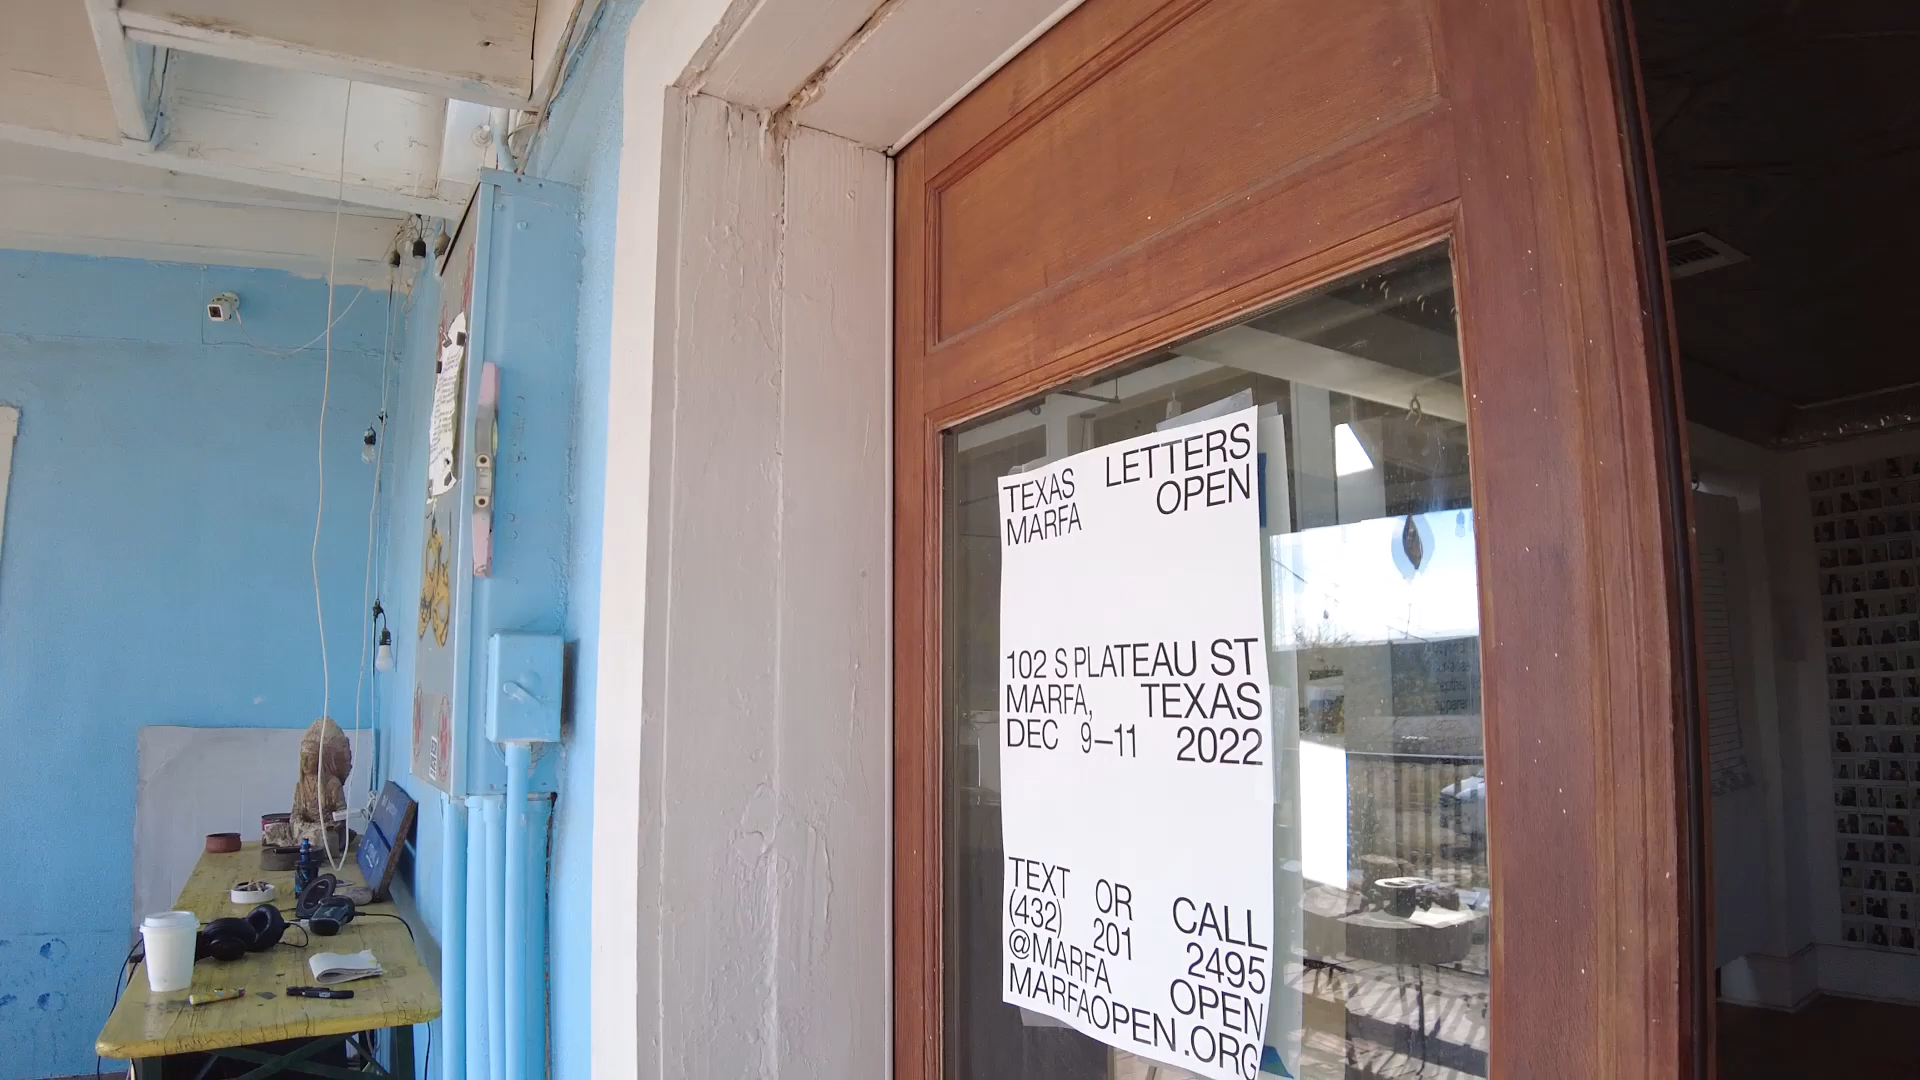 TEXAS LETTERS
MARFA OPEN
102 S PLATEAU ST
MARFA, TEXAS
DEC 9–11 2022
TEXT OR CALL
(432) 201 2495
@MARFA OPEN
MARFAOPEN.ORG